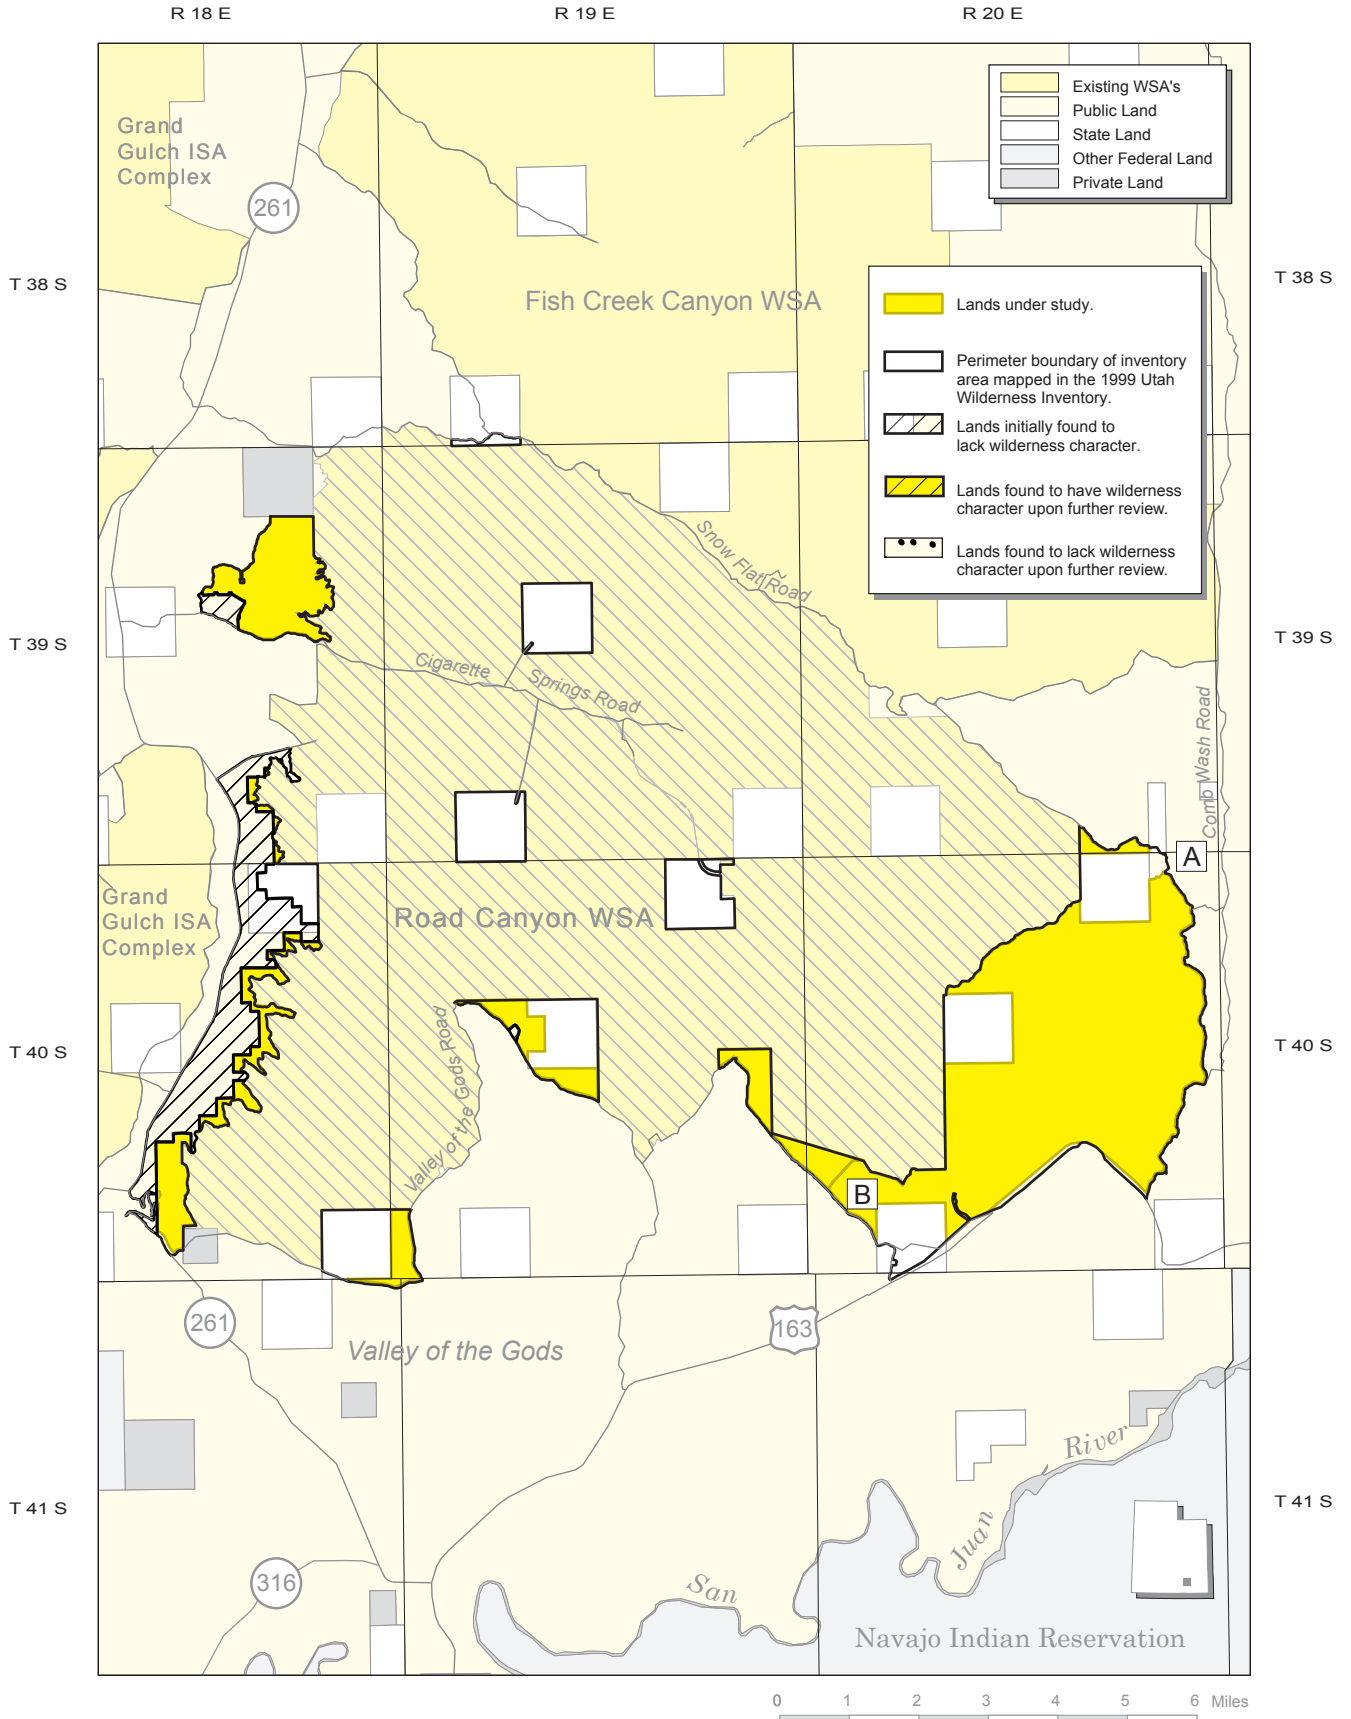 R 18 E
R 19 E
R 20 E
Existing WSA's
Public Land
State Land
Other Federal Land
Private Land
Grand
Gulch ISA
Complex
261
T 38 S
T 38 S
Fish Creek Canyon WSA
Lands under study.
Perimeter boundary of inventory
area mapped in the 1999 Utah
Wilderness Inventory.
Lands initially found to
lack wilderness character.
Lands found to have wilderness
character upon further review.
Lands found to lack wilderness
character upon further review.
Snow Flat Road
T 39 S
T 39 S
Cigarette Springs Road
Comb Wash Road
A
Grand
Gulch ISA
Complex
Road Canyon WSA
T 40 S
T 40 S
Valley of the Gods Road
B
261
163
Valley of the Gods
San Juan River
T 41 S
T 41 S
316
Navajo Indian Reservation
0 1 2 3 4 5 6 Miles